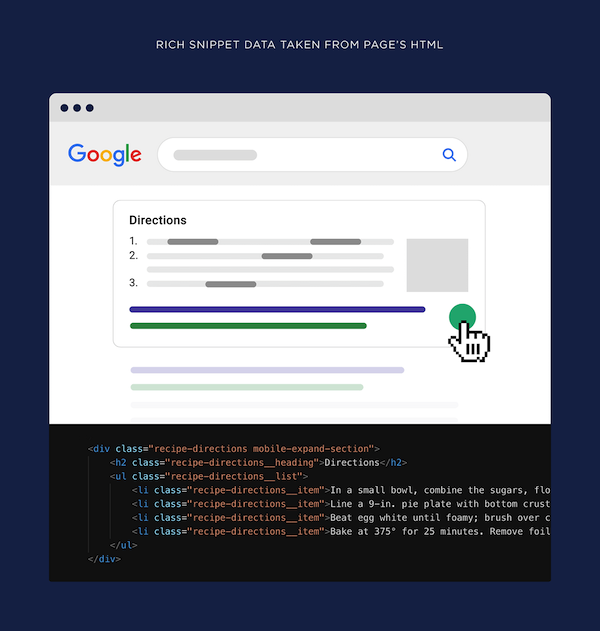 RICH SNIPPET DATA TAKEN FROM PAGE'S HTML
Google
Directions
1.
2.
3.
<div class="recipe-directions mobile-expand-section">
<h2 class="recipe-directions__heading">Directions</h2>
<ul class="recipe-directions__list">
<li class="recipe-directions__item">In a small bowl, combine the sugars, flo
<li class="recipe-directions__item">Line a 9-in. pie plate with bottom crust
<li class="recipe-directions__item">Beat egg white until foamy; brush over c
<li class="recipe-directions__item">Bake at 375° for 25 minutes. Remove foil
</ul>
</div>